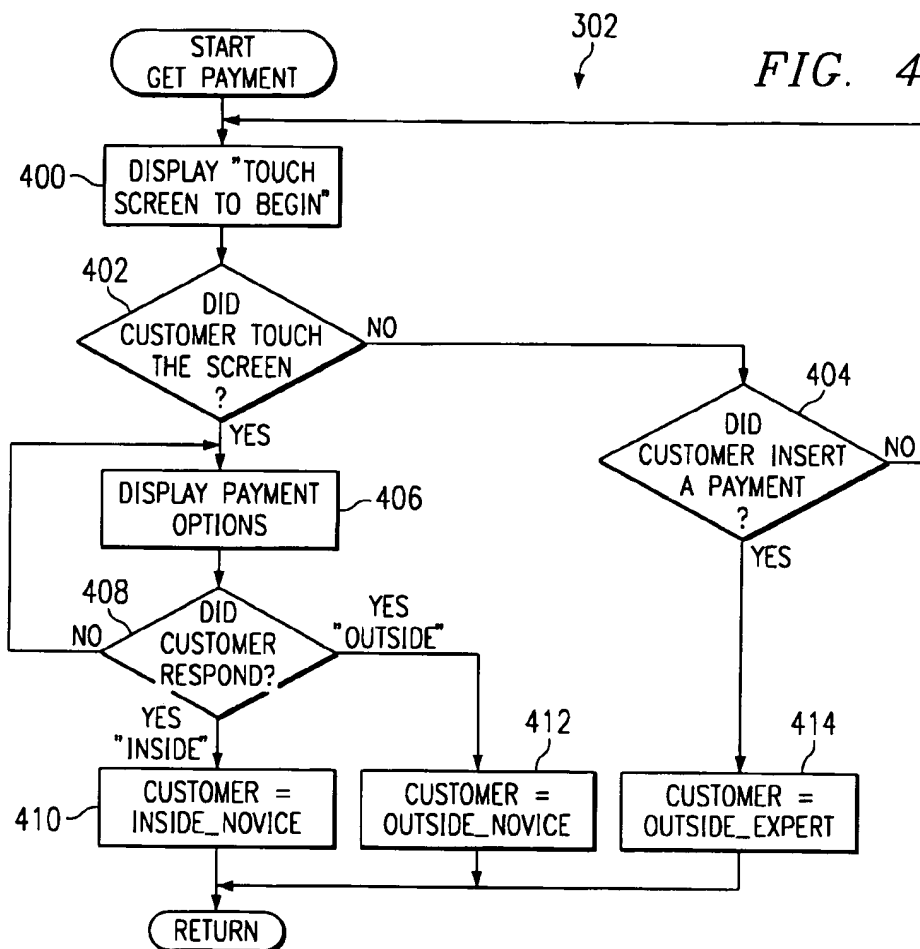 START
GET PAYMENT
302
FIG. 4
400
DISPLAY "TOUCH
SCREEN TO BEGIN"
402
DID
CUSTOMER TOUCH
THE SCREEN
?
NO
YES
404
DID
CUSTOMER INSERT
A PAYMENT
?
NO
YES
DISPLAY PAYMENT
OPTIONS
406
408
DID
CUSTOMER
RESPOND?
NO
YES
"OUTSIDE"
YES
"INSIDE"
410
CUSTOMER =
INSIDE_NOVICE
412
CUSTOMER =
OUTSIDE_NOVICE
414
CUSTOMER =
OUTSIDE_EXPERT
RETURN